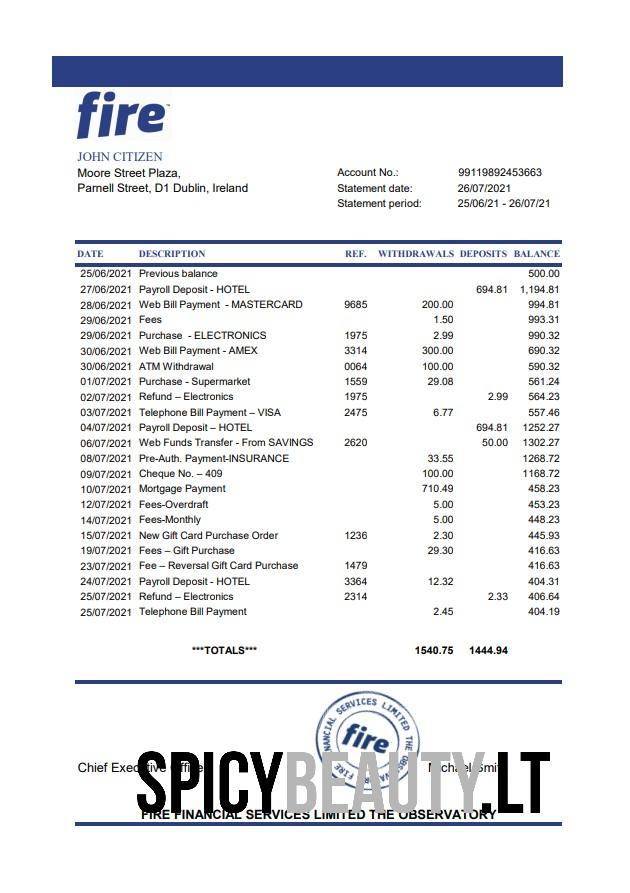 fire™
JOHN CITIZEN
Moore Street Plaza,
Parnell Street, D1 Dublin, Ireland
Account No.: 99119892453663
Statement date: 26/07/2021
Statement period: 25/06/21 - 26/07/21
DATE DESCRIPTION REF. WITHDRAWALS DEPOSITS BALANCE
25/06/2021 Previous balance 500.00
27/06/2021 Payroll Deposit - HOTEL 694.81 1,194.81
28/06/2021 Web Bill Payment - MASTERCARD 9685 200.00 994.81
29/06/2021 Fees 1.50 993.31
29/06/2021 Purchase - ELECTRONICS 1975 2.99 990.32
30/06/2021 Web Bill Payment - AMEX 3314 300.00 690.32
30/06/2021 ATM Withdrawal 0064 100.00 590.32
01/07/2021 Purchase - Supermarket 1559 29.08 561.24
02/07/2021 Refund – Electronics 1975 2.99 564.23
03/07/2021 Telephone Bill Payment – VISA 2475 6.77 557.46
04/07/2021 Payroll Deposit – HOTEL 694.81 1252.27
06/07/2021 Web Funds Transfer - From SAVINGS 2620 50.00 1302.27
08/07/2021 Pre-Auth. Payment-INSURANCE 33.55 1268.72
09/07/2021 Cheque No. – 409 100.00 1168.72
10/07/2021 Mortgage Payment 710.49 458.23
12/07/2021 Fees-Overdraft 5.00 453.23
14/07/2021 Fees-Monthly 5.00 448.23
15/07/2021 New Gift Card Purchase Order 1236 2.30 445.93
19/07/2021 Fees – Gift Purchase 29.30 416.63
23/07/2021 Fee – Reversal Gift Card Purchase 1479 416.63
24/07/2021 Payroll Deposit - HOTEL 3364 12.32 404.31
25/07/2021 Refund – Electronics 2314 2.33 406.64
25/07/2021 Telephone Bill Payment 2.45 404.19
***TOTALS*** 1540.75 1444.94
FINANCIAL SERVICES LIMITED THE
fire
Chief Executive Office
SPICYBEAUTY.LT
FIRE FINANCIAL SERVICES LIMITED THE OBSERVATORY